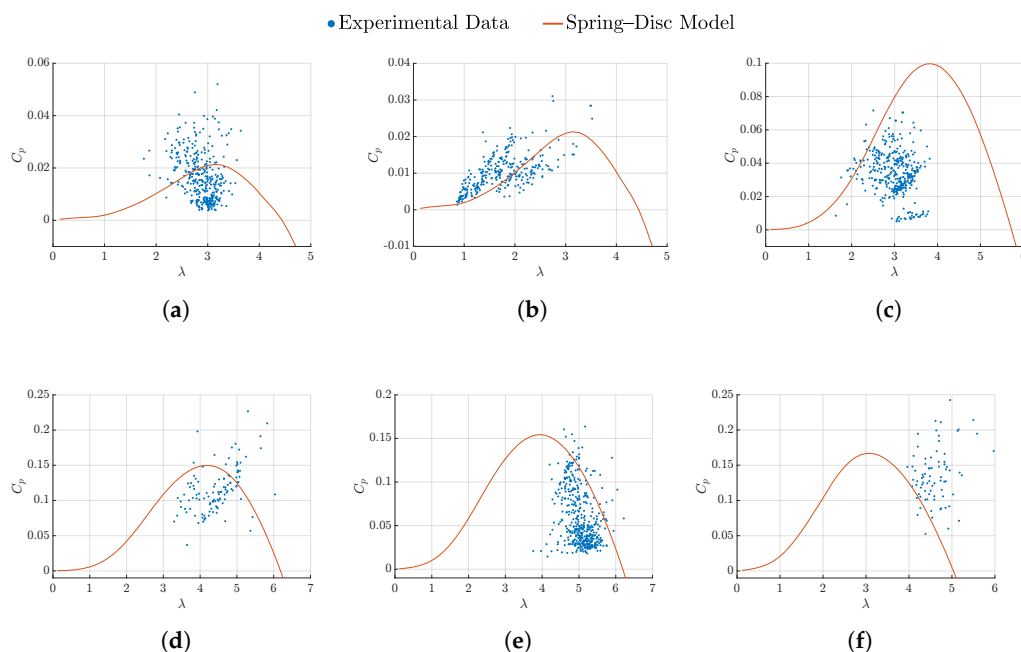 Experimental Data Spring–Disc Model
0.06
0.04
0.02
0
0 1 2 3 4 5
C_p
λ
(a)
0.04
0.03
0.02
0.01
0
-0.01
0 1 2 3 4 5
C_p
λ
(b)
0.1
0.08
0.06
0.04
0.02
0
0 1 2 3 4 5
C_p
λ
(c)
0.25
0.2
0.15
0.1
0.05
0
0 1 2 3 4 5 6 7
C_p
λ
(d)
0.2
0.15
0.1
0.05
0
0 1 2 3 4 5 6 7
C_p
λ
(e)
0.25
0.2
0.15
0.1
0.05
0
0 1 2 3 4 5 6
C_p
λ
(f)